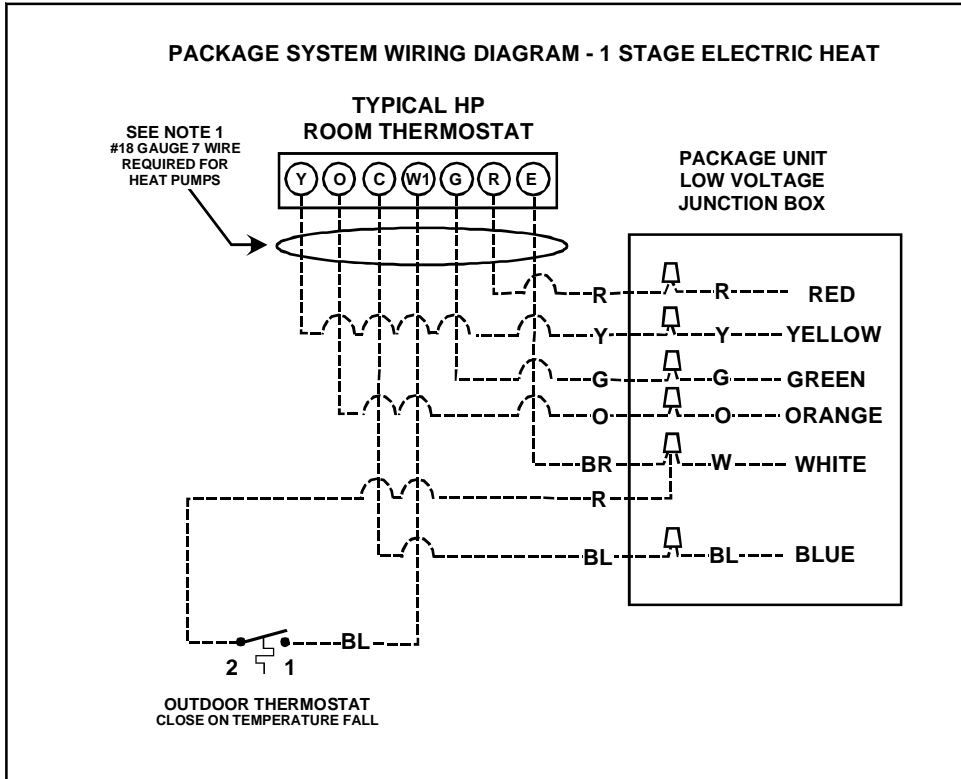 PACKAGE SYSTEM WIRING DIAGRAM - 1 STAGE ELECTRIC HEAT
TYPICAL HP
ROOM THERMOSTAT
SEE NOTE 1
#18 GAUGE 7 WIRE
REQUIRED FOR
HEAT PUMPS
Y O C W1 G R E
PACKAGE UNIT
LOW VOLTAGE
JUNCTION BOX
R R RED
Y Y YELLOW
G G GREEN
O O ORANGE
BR W WHITE
R
BL BL BLUE
BL
2 1
OUTDOOR THERMOSTAT
CLOSE ON TEMPERATURE FALL